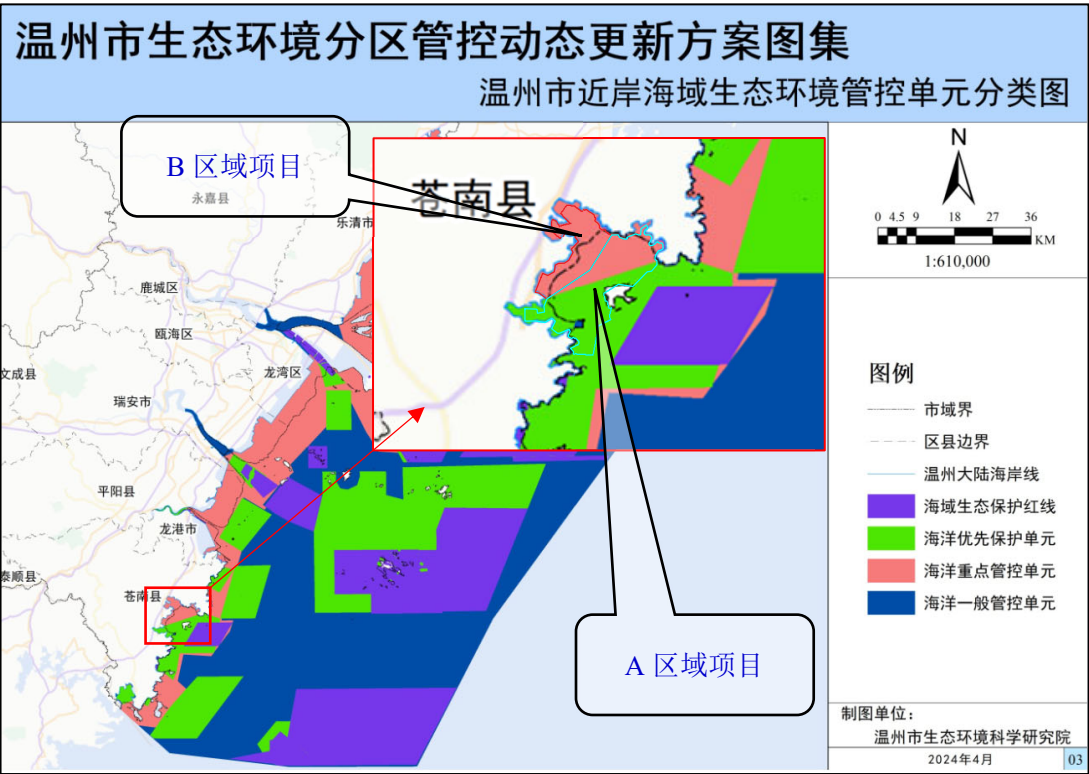 温州市生态环境分区管控动态更新方案图集
温州市近岸海域生态环境管控单元分类图
B 区域项目
永嘉县
乐清市
苍南县
鹿城区
瓯海区
龙湾区
文成县
瑞安市
平阳县
龙港市
泰顺县
苍南县
A 区域项目
N
0 4.5 9 18 27 36
KM
1:610,000
图例
市域界
区县边界
温州大陆海岸线
海域生态保护红线
海洋优先保护单元
海洋重点管控单元
海洋一般管控单元
制图单位：
温州市生态环境科学研究院
2024年4月
03